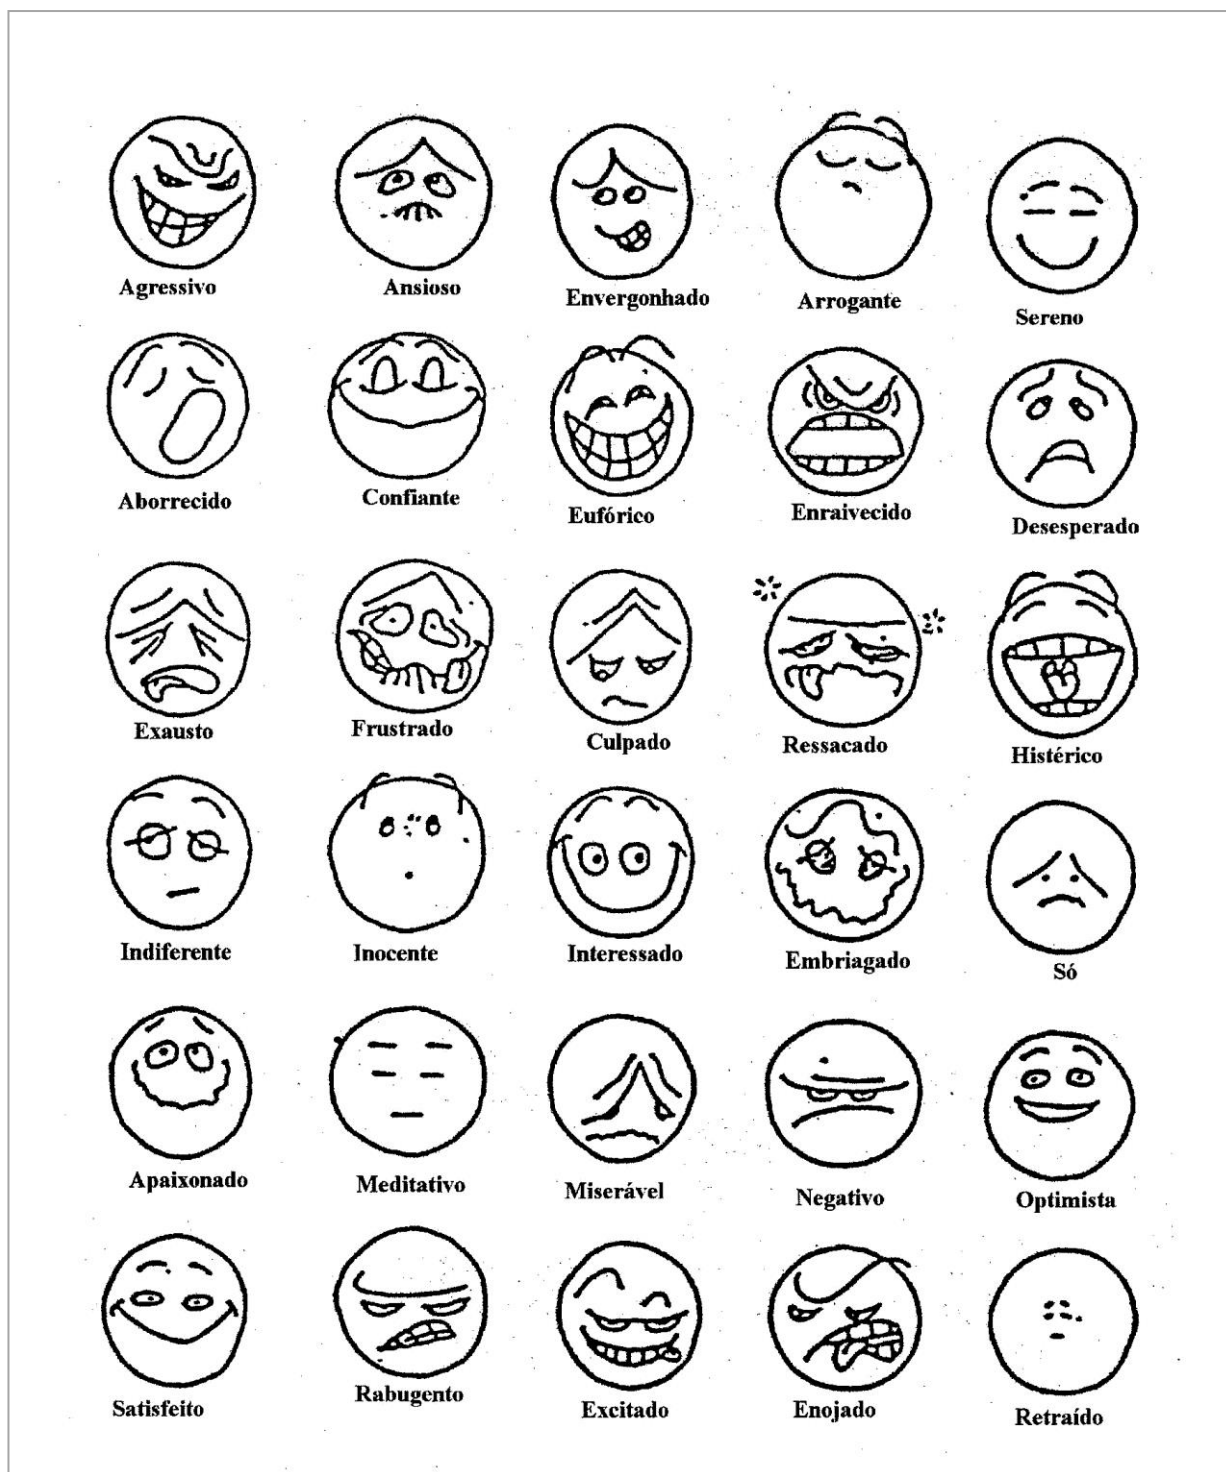 Agressivo
Ansioso
Envergonhado
Arrogante
Sereno
Aborrecido
Confiante
Eufórico
Enraivecido
Desesperado
Exausto
Frustrado
Culpado
Ressacado
Histérico
Indiferente
Inocente
Interessado
Embriagado
Só
Apaixonado
Meditativo
Miserável
Negativo
Optimista
Satisfeito
Rabugento
Excitado
Enojado
Retraído